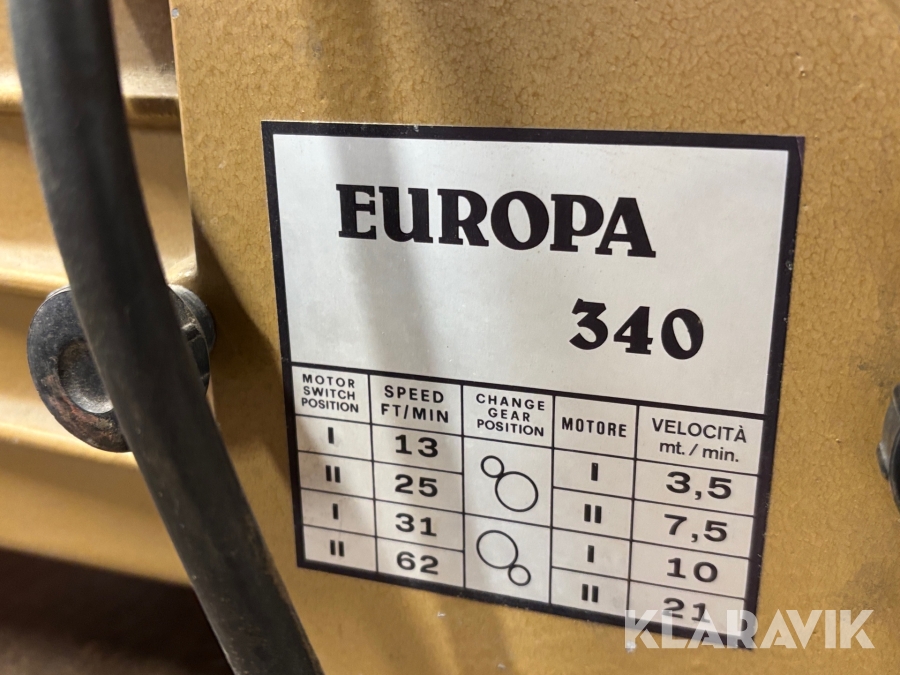 EUROPA
340
MOTOR SWITCH POSITION SPEED FT/MIN CHANGE GEAR POSITION MOTORE VELOCITÀ mt. / min.
I 13 I 3,5
II 25 II 7,5
I 31 I 10
II 62 II 21
KLARAVIK